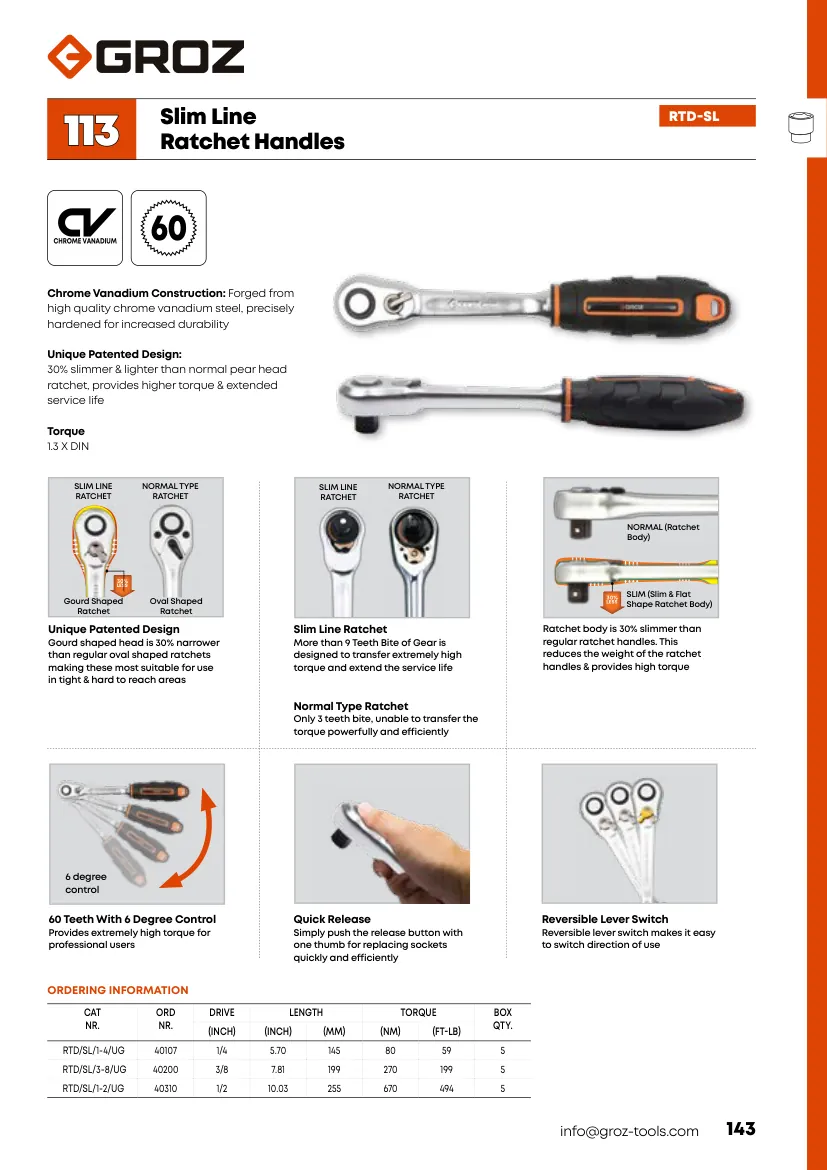 GROZ
113
Slim Line
Ratchet Handles
RTD-SL
CV
CHROME VANADIUM
60
Chrome Vanadium Construction: Forged from
high quality chrome vanadium steel, precisely
hardened for increased durability
Unique Patented Design:
30% slimmer & lighter than normal pear head
ratchet, provides higher torque & extended
service life
Torque
1.3 X DIN
GROZ
SLIM LINE
RATCHET
NORMAL TYPE
RATCHET
30%
LESS
Gourd Shaped
Ratchet
Oval Shaped
Ratchet
Unique Patented Design
Gourd shaped head is 30% narrower
than regular oval shaped ratchets
making these most suitable for use
in tight & hard to reach areas
SLIM LINE
RATCHET
NORMAL TYPE
RATCHET
Slim Line Ratchet
More than 9 Teeth Bite of Gear is
designed to transfer extremely high
torque and extend the service life
Normal Type Ratchet
Only 3 teeth bite, unable to transfer the
torque powerfully and efficiently
NORMAL (Ratchet
Body)
30%
LESS
SLIM (Slim & Flat
Shape Ratchet Body)
Ratchet body is 30% slimmer than
regular ratchet handles. This
reduces the weight of the ratchet
handles & provides high torque
6 degree
control
60 Teeth With 6 Degree Control
Provides extremely high torque for
professional users
Quick Release
Simply push the release button with
one thumb for replacing sockets
quickly and efficiently
Reversible Lever Switch
Reversible lever switch makes it easy
to switch direction of use
ORDERING INFORMATION
CAT NR. ORD NR. DRIVE LENGTH TORQUE BOX QTY.
(INCH) (INCH) (MM) (NM) (FT-LB)
RTD/SL/1-4/UG 40107 1/4 5.70 145 80 59 5
RTD/SL/3-8/UG 40200 3/8 7.81 199 270 199 5
RTD/SL/1-2/UG 40310 1/2 10.03 255 670 494 5
info@groz-tools.com 143